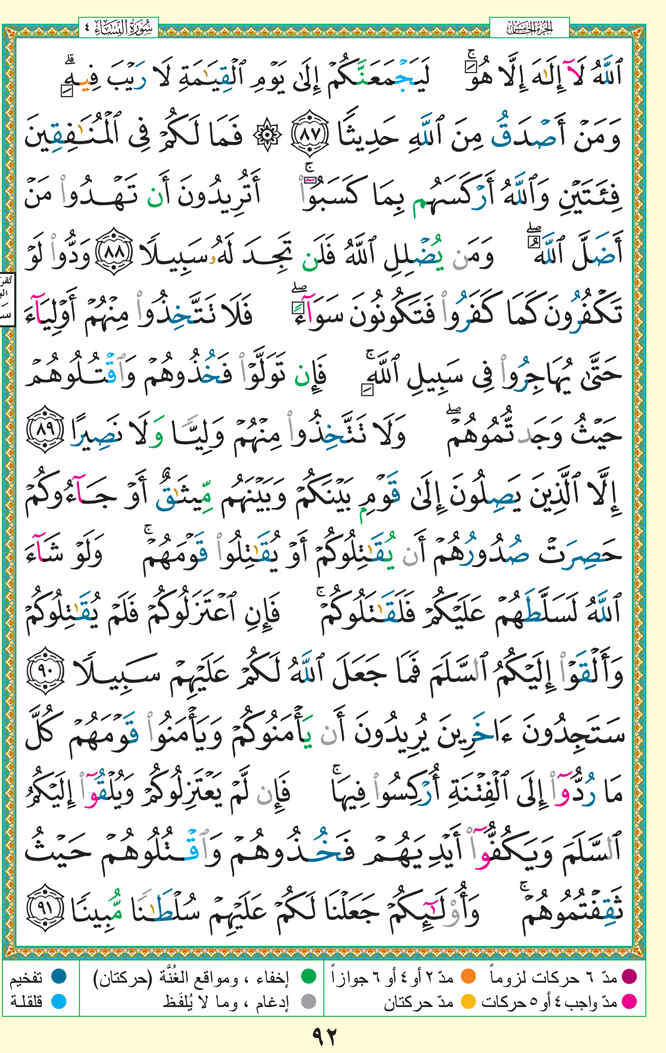 سُورَةُ النِّسَاءِ ٤
الجُزْءُ الخَامِسُ
ٱللَّهُ لَآ إِلَٰهَ إِلَّا هُوَۚ لَيَجْمَعَنَّكُمْ إِلَىٰ يَوْمِ ٱلْقِيَٰمَةِ لَا رَيْبَ فِيهِۗ
وَمَنْ أَصْدَقُ مِنَ ٱللَّهِ حَدِيثًا ٨٧ ۞ فَمَا لَكُمْ فِى ٱلْمُنَٰفِقِينَ
فِئَتَيْنِ وَٱللَّهُ أَرْكَسَهُم بِمَا كَسَبُوٓا۟ۚ أَتُرِيدُونَ أَن تَهْدُوا۟ مَنْ
أَضَلَّ ٱللَّهُۖ وَمَن يُضْلِلِ ٱللَّهُ فَلَن تَجِدَ لَهُۥ سَبِيلًا ٨٨ وَدُّوا۟ لَوْ
تَكْفُرُونَ كَمَا كَفَرُوا۟ فَتَكُونُونَ سَوَآءًۖ فَلَا تَتَّخِذُوا۟ مِنْهُمْ أَوْلِيَآءَ
حَتَّىٰ يُهَاجِرُوا۟ فِى سَبِيلِ ٱللَّهِۚ فَإِن تَوَلَّوْا۟ فَخُذُوهُمْ وَٱقْتُلُوهُمْ
حَيْثُ وَجَدتُّمُوهُمْۖ وَلَا تَتَّخِذُوا۟ مِنْهُمْ وَلِيًّا وَلَا نَصِيرًا ٨٩
إِلَّا ٱلَّذِينَ يَصِلُونَ إِلَىٰ قَوْمٍۭ بَيْنَكُمْ وَبَيْنَهُم مِّيثَٰقٌ أَوْ جَآءُوكُمْ
حَصِرَتْ صُدُورُهُمْ أَن يُقَٰتِلُوكُمْ أَوْ يُقَٰتِلُوا۟ قَوْمَهُمْۚ وَلَوْ شَآءَ
ٱللَّهُ لَسَلَّطَهُمْ عَلَيْكُمْ فَلَقَٰتَلُوكُمْۚ فَإِنِ ٱعْتَزَلُوكُمْ فَلَمْ يُقَٰتِلُوكُمْ
وَأَلْقَوْا۟ إِلَيْكُمُ ٱلسَّلَمَ فَمَا جَعَلَ ٱللَّهُ لَكُمْ عَلَيْهِمْ سَبِيلًا ٩٠
سَتَجِدُونَ ءَاخَرِينَ يُرِيدُونَ أَن يَأْمَنُوكُمْ وَيَأْمَنُوا۟ قَوْمَهُمْ كُلَّ
مَا رُدُّوٓا۟ إِلَى ٱلْفِتْنَةِ أُرْكِسُوا۟ فِيهَاۚ فَإِن لَّمْ يَعْتَزِلُوكُمْ وَيُلْقُوٓا۟ إِلَيْكُمُ
ٱلسَّلَمَ وَيَكُفُّوٓا۟ أَيْدِيَهُمْ فَخُذُوهُمْ وَٱقْتُلُوهُمْ حَيْثُ
ثَقِفْتُمُوهُمْۚ وَأُو۟لَٰٓئِكُمْ جَعَلْنَا لَكُمْ عَلَيْهِمْ سُلْطَٰنًا مُّبِينًا ٩١
مدّ ٦ حركات لزوماً مدّ ٢ أو ٤ أو ٦ جوازاً إخفاء ، ومواقع الغُنَّة (حركتان) تفخيم
مدّ واجب ٤ أو ٥ حركات مدّ حركتان إدغام ، وما لا يُلفَظ قلقلة
٩٢